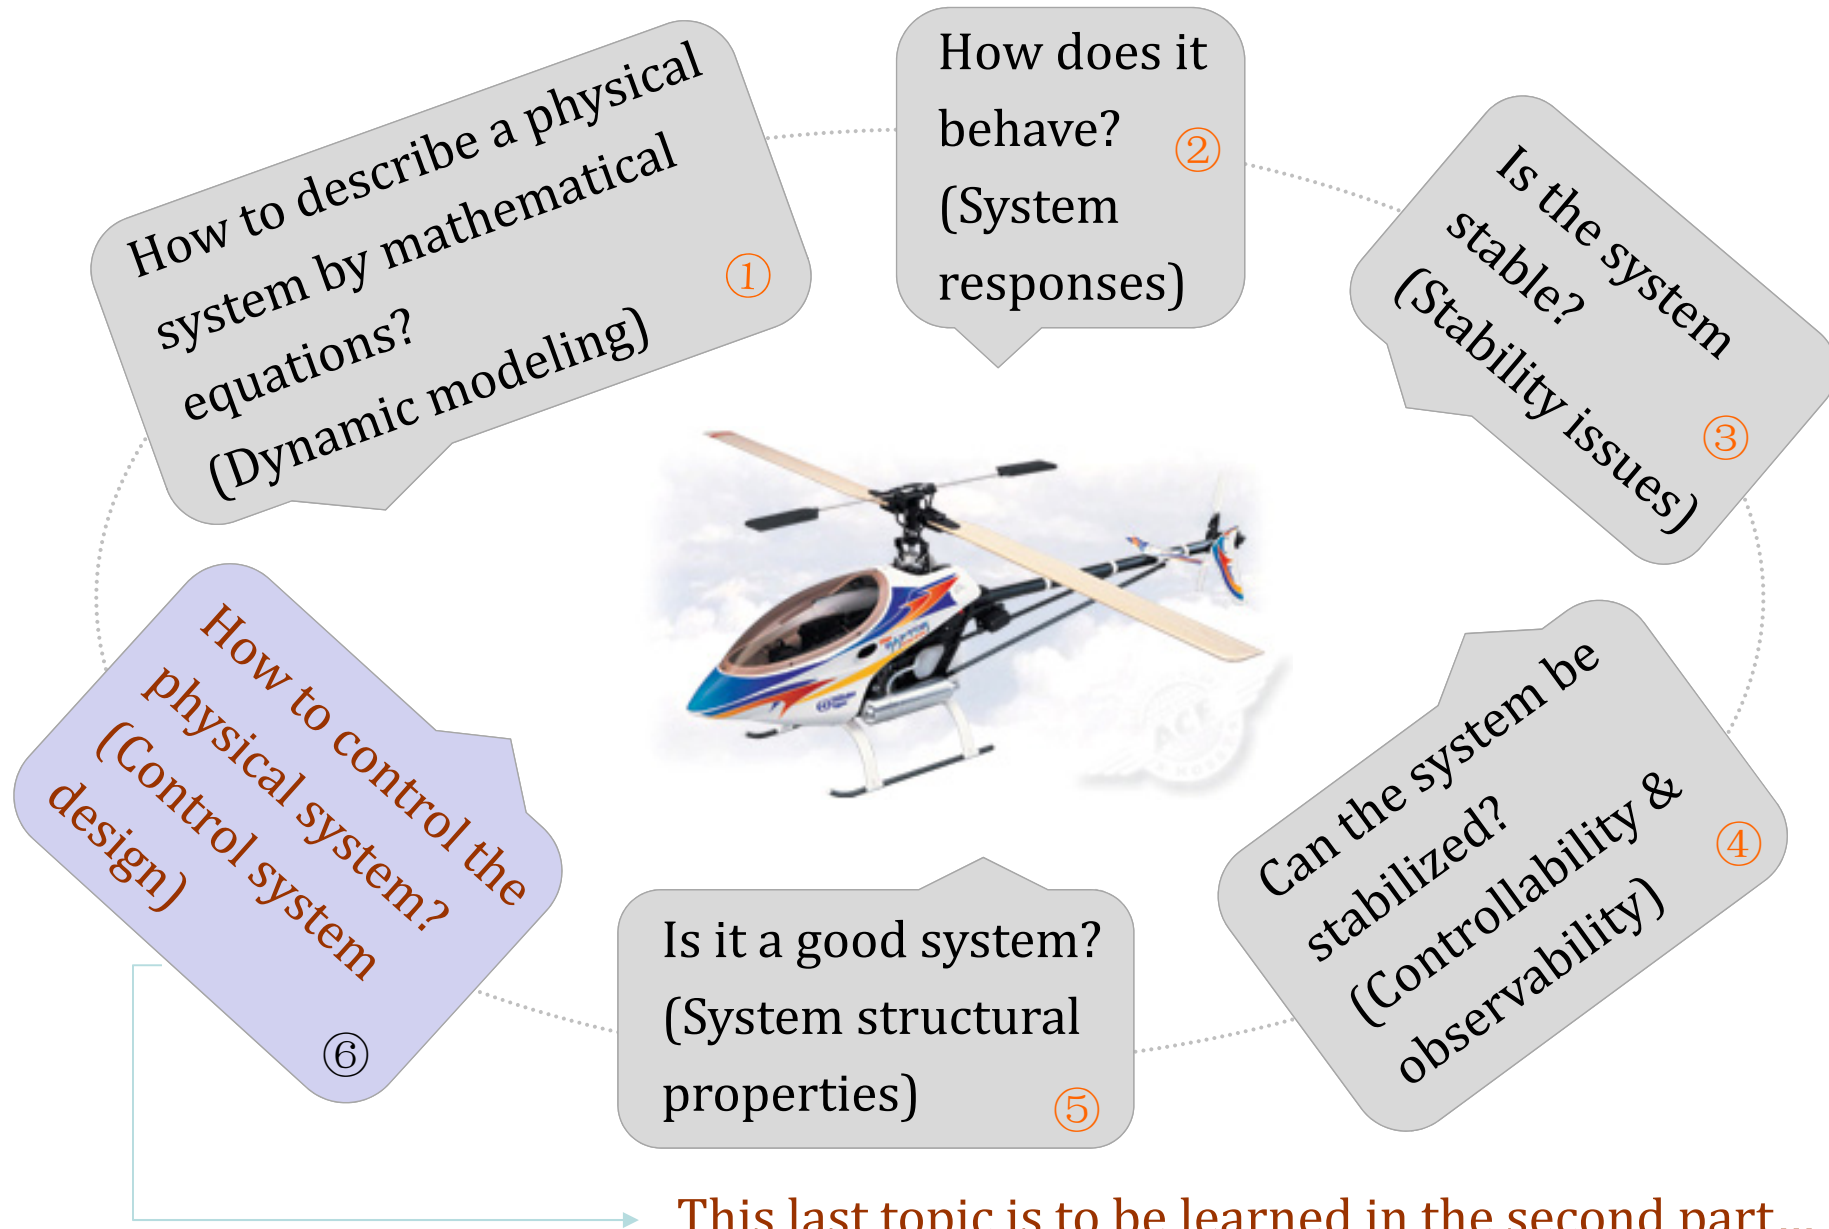 How to describe a physical
system by mathematical
equations?
(Dynamic modeling)
①
How does it
behave?
②
(System
responses)
Is the system
stable?
(Stability issues)
③
Can the system be
stabilized?
(Controllability &
observability)
④
Is it a good system?
(System structural
properties)
⑤
How to control the
physical system?
(Control system
design)
⑥
This last topic is to be learned in the second part...
RAPTOR
ACE